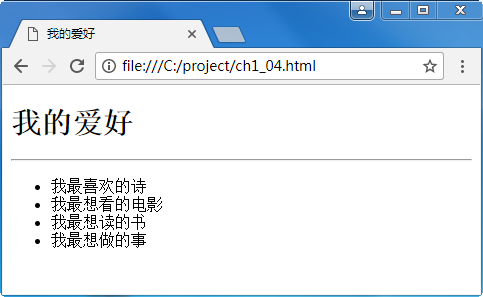 我的爱好
file:///C:/project/ch1_04.html
我的爱好
我最喜欢的诗
我最想看的电影
我最想读的书
我最想做的事